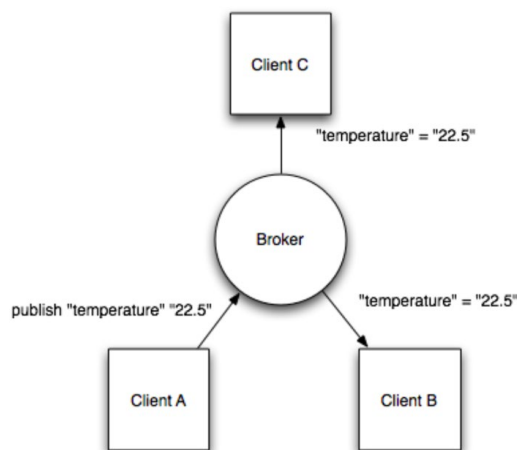 Client C
"temperature" = "22.5"
Broker
publish "temperature" "22.5"
"temperature" = "22.5"
Client A
Client B